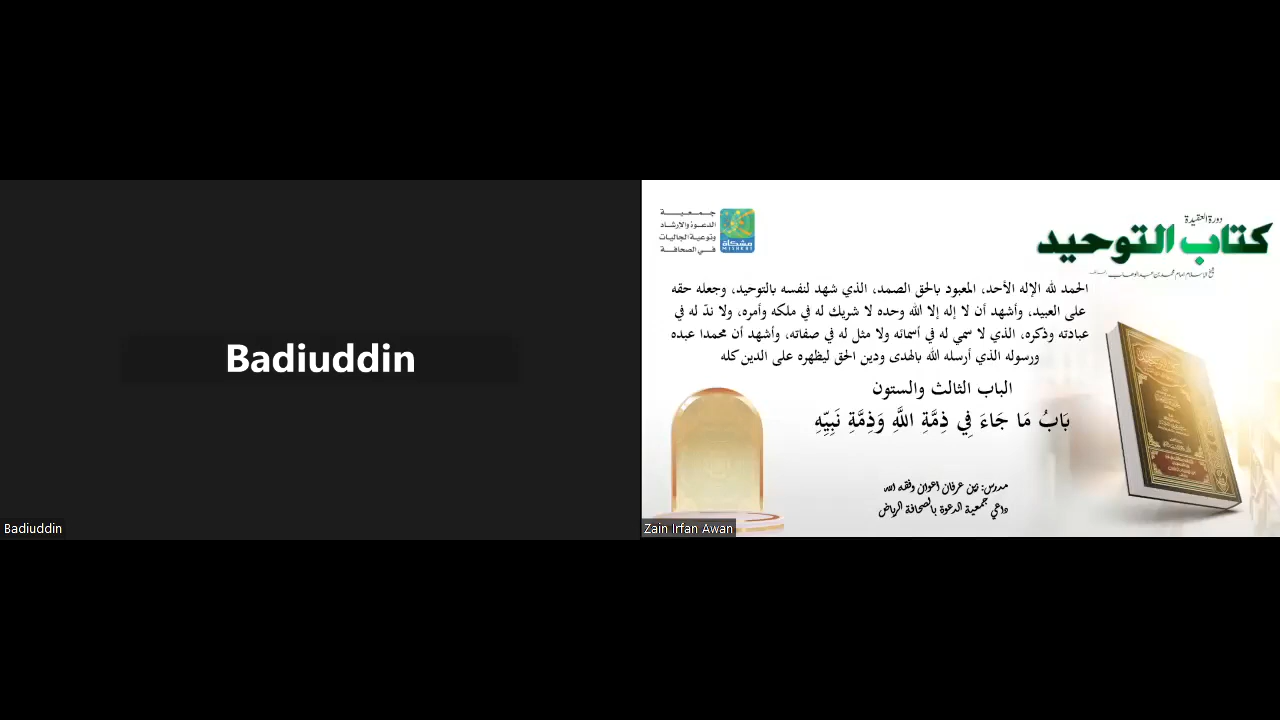 Badiuddin
Badiuddin
جمعية
الدعوة والإرشاد
وتوعية الجاليات
في الصحافة
مشكاة
دورة العقيدة
كتاب التوحيد
الحمد لله الإله الأحد، المعبود بالحق الصمد، الذي شهد لنفسه بالتوحيد، وجعله حقه
على العبيد، وأشهد أن لا إله إلا الله وحده لا شريك له في ملكه وأمره، ولا ندّ له في
عبادته وذكره، الذي لا سمي له في أسمائه ولا مثل له في صفاته، وأشهد أن محمدا عبده
ورسوله الذي أرسله الله بالهدى ودين الحق ليظهره على الدين كله
الباب الثالث والستون
بَابُ مَا جَاءَ فِي ذِمَّةِ اللَّهِ وَذِمَّةِ نَبِيِّهِ
مدرس: زين عرفان اعوان وفقه الله
داعي جمعية الدعوة بالصحافة الرياض
Zain Irfan Awan